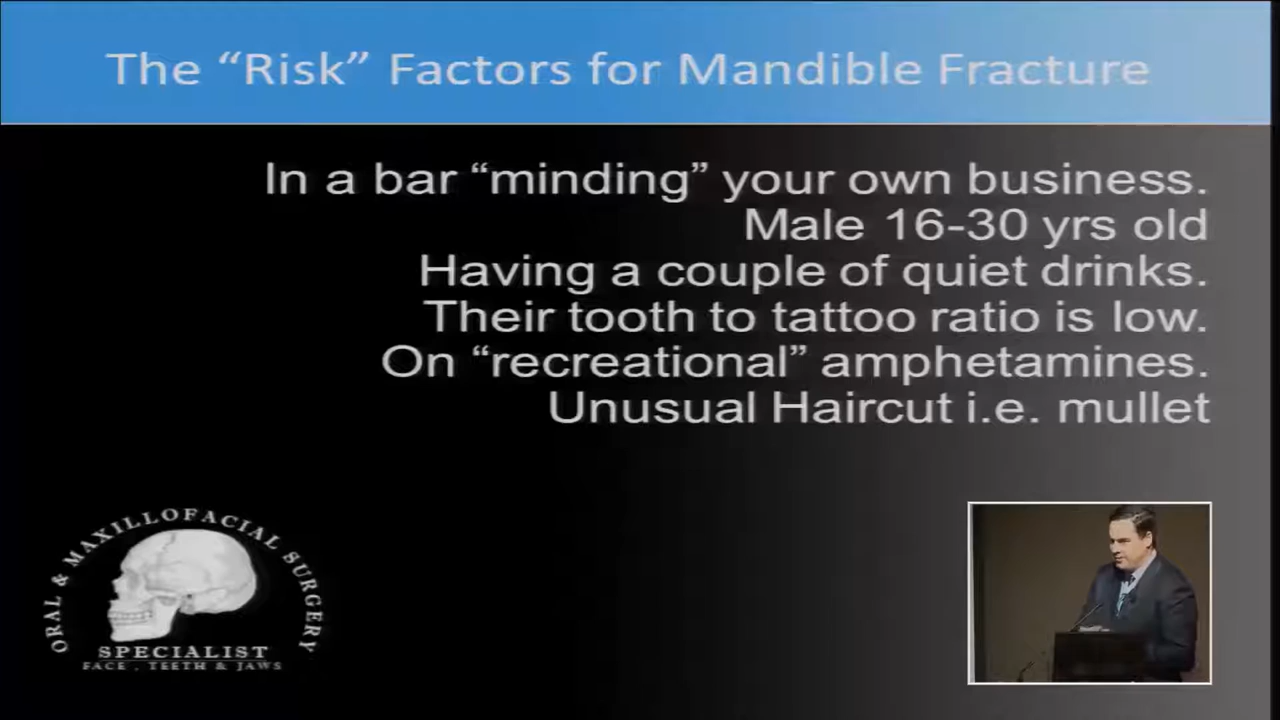 The “Risk” Factors for Mandible Fracture
In a bar “minding” your own business.
Male 16-30 yrs old
Having a couple of quiet drinks.
Their tooth to tattoo ratio is low.
On “recreational” amphetamines.
Unusual Haircut i.e. mullet
ORAL & MAXILLOFACIAL SURGERY
SPECIALIST
FACE , TEETH & JAWS